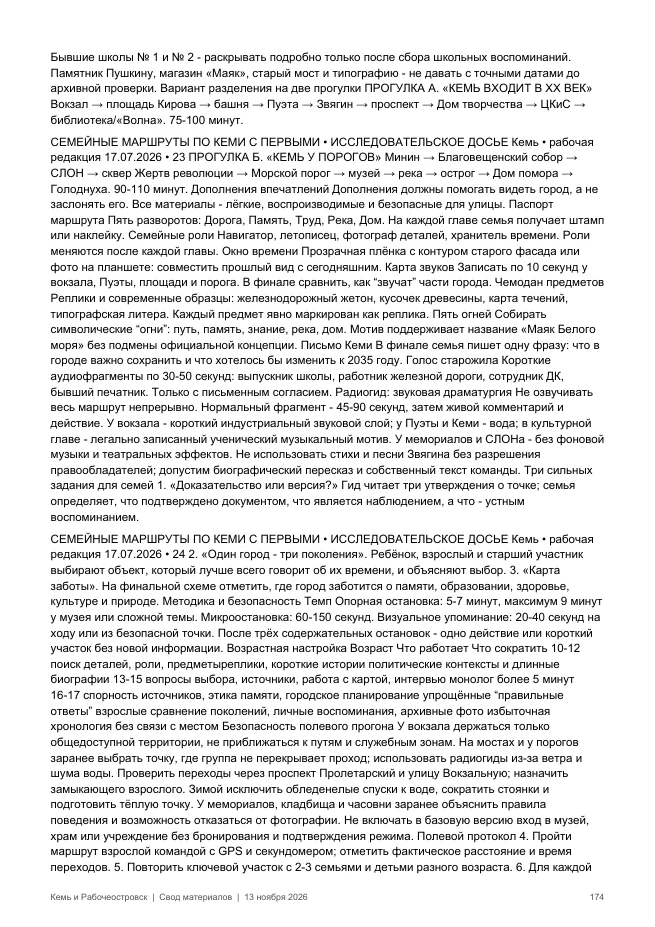 Бывшие школы № 1 и № 2 - раскрывать подробно только после сбора школьных воспоминаний.
Памятник Пушкину, магазин «Маяк», старый мост и типографию - не давать с точными датами до
архивной проверки. Вариант разделения на две прогулки ПРОГУЛКА А. «КЕМЬ ВХОДИТ В XX ВЕК»
Вокзал → площадь Кирова → башня → Пуэта → Звягин → проспект → Дом творчества → ЦКиС →
библиотека/«Волна». 75-100 минут.
СЕМЕЙНЫЕ МАРШРУТЫ ПО КЕМИ С ПЕРВЫМИ • ИССЛЕДОВАТЕЛЬСКОЕ ДОСЬЕ Кемь • рабочая
редакция 17.07.2026 • 23 ПРОГУЛКА Б. «КЕМЬ У ПОРОГОВ» Минин → Благовещенский собор →
СЛОН → сквер Жертв революции → Морской порог → музей → река → острог → Дом помора →
Голоднуха. 90-110 минут. Дополнения впечатлений Дополнения должны помогать видеть город, а не
заслонять его. Все материалы - лёгкие, воспроизводимые и безопасные для улицы. Паспорт
маршрута Пять разворотов: Дорога, Память, Труд, Река, Дом. На каждой главе семья получает штамп
или наклейку. Семейные роли Навигатор, летописец, фотограф деталей, хранитель времени. Роли
меняются после каждой главы. Окно времени Прозрачная плёнка с контуром старого фасада или
фото на планшете: совместить прошлый вид с сегодняшним. Карта звуков Записать по 10 секунд у
вокзала, Пуэты, площади и порога. В финале сравнить, как “звучат” части города. Чемодан предметов
Реплики и современные образцы: железнодорожный жетон, кусочек древесины, карта течений,
типографская литера. Каждый предмет явно маркирован как реплика. Пять огней Собирать
символические “огни”: путь, память, знание, река, дом. Мотив поддерживает название «Маяк Белого
моря» без подмены официальной концепции. Письмо Кеми В финале семья пишет одну фразу: что в
городе важно сохранить и что хотелось бы изменить к 2035 году. Голос старожила Короткие
аудиофрагменты по 30-50 секунд: выпускник школы, работник железной дороги, сотрудник ДК,
бывший печатник. Только с письменным согласием. Радиогид: звуковая драматургия Не озвучивать
весь маршрут непрерывно. Нормальный фрагмент - 45-90 секунд, затем живой комментарий и
действие. У вокзала - короткий индустриальный звуковой слой; у Пуэты и Кеми - вода; в культурной
главе - легально записанный ученический музыкальный мотив. У мемориалов и СЛОНа - без фоновой
музыки и театральных эффектов. Не использовать стихи и песни Звягина без разрешения
правообладателей; допустим биографический пересказ и собственный текст команды. Три сильных
задания для семей 1. «Доказательство или версия?» Гид читает три утверждения о точке; семья
определяет, что подтверждено документом, что является наблюдением, а что - устным
воспоминанием.
СЕМЕЙНЫЕ МАРШРУТЫ ПО КЕМИ С ПЕРВЫМИ • ИССЛЕДОВАТЕЛЬСКОЕ ДОСЬЕ Кемь • рабочая
редакция 17.07.2026 • 24 2. «Один город - три поколения». Ребёнок, взрослый и старший участник
выбирают объект, который лучше всего говорит об их времени, и объясняют выбор. 3. «Карта
заботы». На финальной схеме отметить, где город заботится о памяти, образовании, здоровье,
культуре и природе. Методика и безопасность Темп Опорная остановка: 5-7 минут, максимум 9 минут
у музея или сложной темы. Микроостановка: 60-150 секунд. Визуальное упоминание: 20-40 секунд на
ходу или из безопасной точки. После трёх содержательных остановок - одно действие или короткий
участок без новой информации. Возрастная настройка Возраст Что работает Что сократить 10-12
поиск деталей, роли, предметыреплики, короткие истории политические контексты и длинные
биографии 13-15 вопросы выбора, источники, работа с картой, интервью монолог более 5 минут
16-17 спорность источников, этика памяти, городское планирование упрощённые “правильные
ответы” взрослые сравнение поколений, личные воспоминания, архивные фото избыточная
хронология без связи с местом Безопасность полевого прогона У вокзала держаться только
общедоступной территории, не приближаться к путям и служебным зонам. На мостах и у порогов
заранее выбрать точку, где группа не перекрывает проход; использовать радиогиды из-за ветра и
шума воды. Проверить переходы через проспект Пролетарский и улицу Вокзальную; назначить
замыкающего взрослого. Зимой исключить обледенелые спуски к воде, сократить стоянки и
подготовить тёплую точку. У мемориалов, кладбища и часовни заранее объяснить правила
поведения и возможность отказаться от фотографии. Не включать в базовую версию вход в музей,
храм или учреждение без бронирования и подтверждения режима. Полевой протокол 4. Пройти
маршрут взрослой командой с GPS и секундомером; отметить фактическое расстояние и время
переходов. 5. Повторить ключевой участок с 2-3 семьями и детьми разного возраста. 6. Для каждой
Кемь и Рабочеостровск | Свод материалов | 13 ноября 2026
174